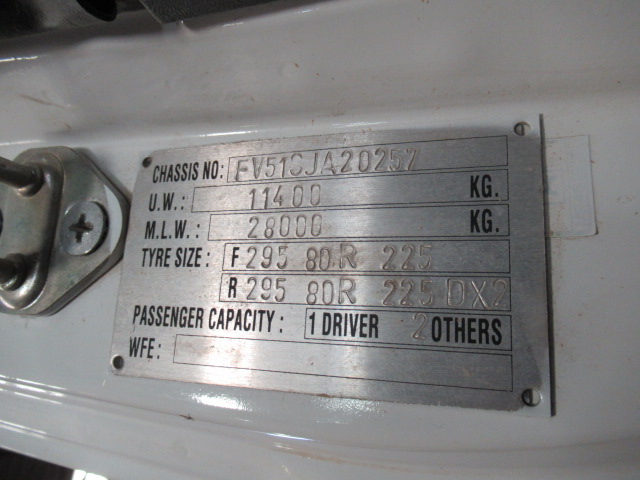 CHASSIS NO: FV51SJA20257
U.W.: 11400 KG.
M.L.W.: 28000 KG.
TYRE SIZE: F 295 80R 225
R 295 80R 225 DX2
PASSENGER CAPACITY: 1 DRIVER 2 OTHERS
WFE: